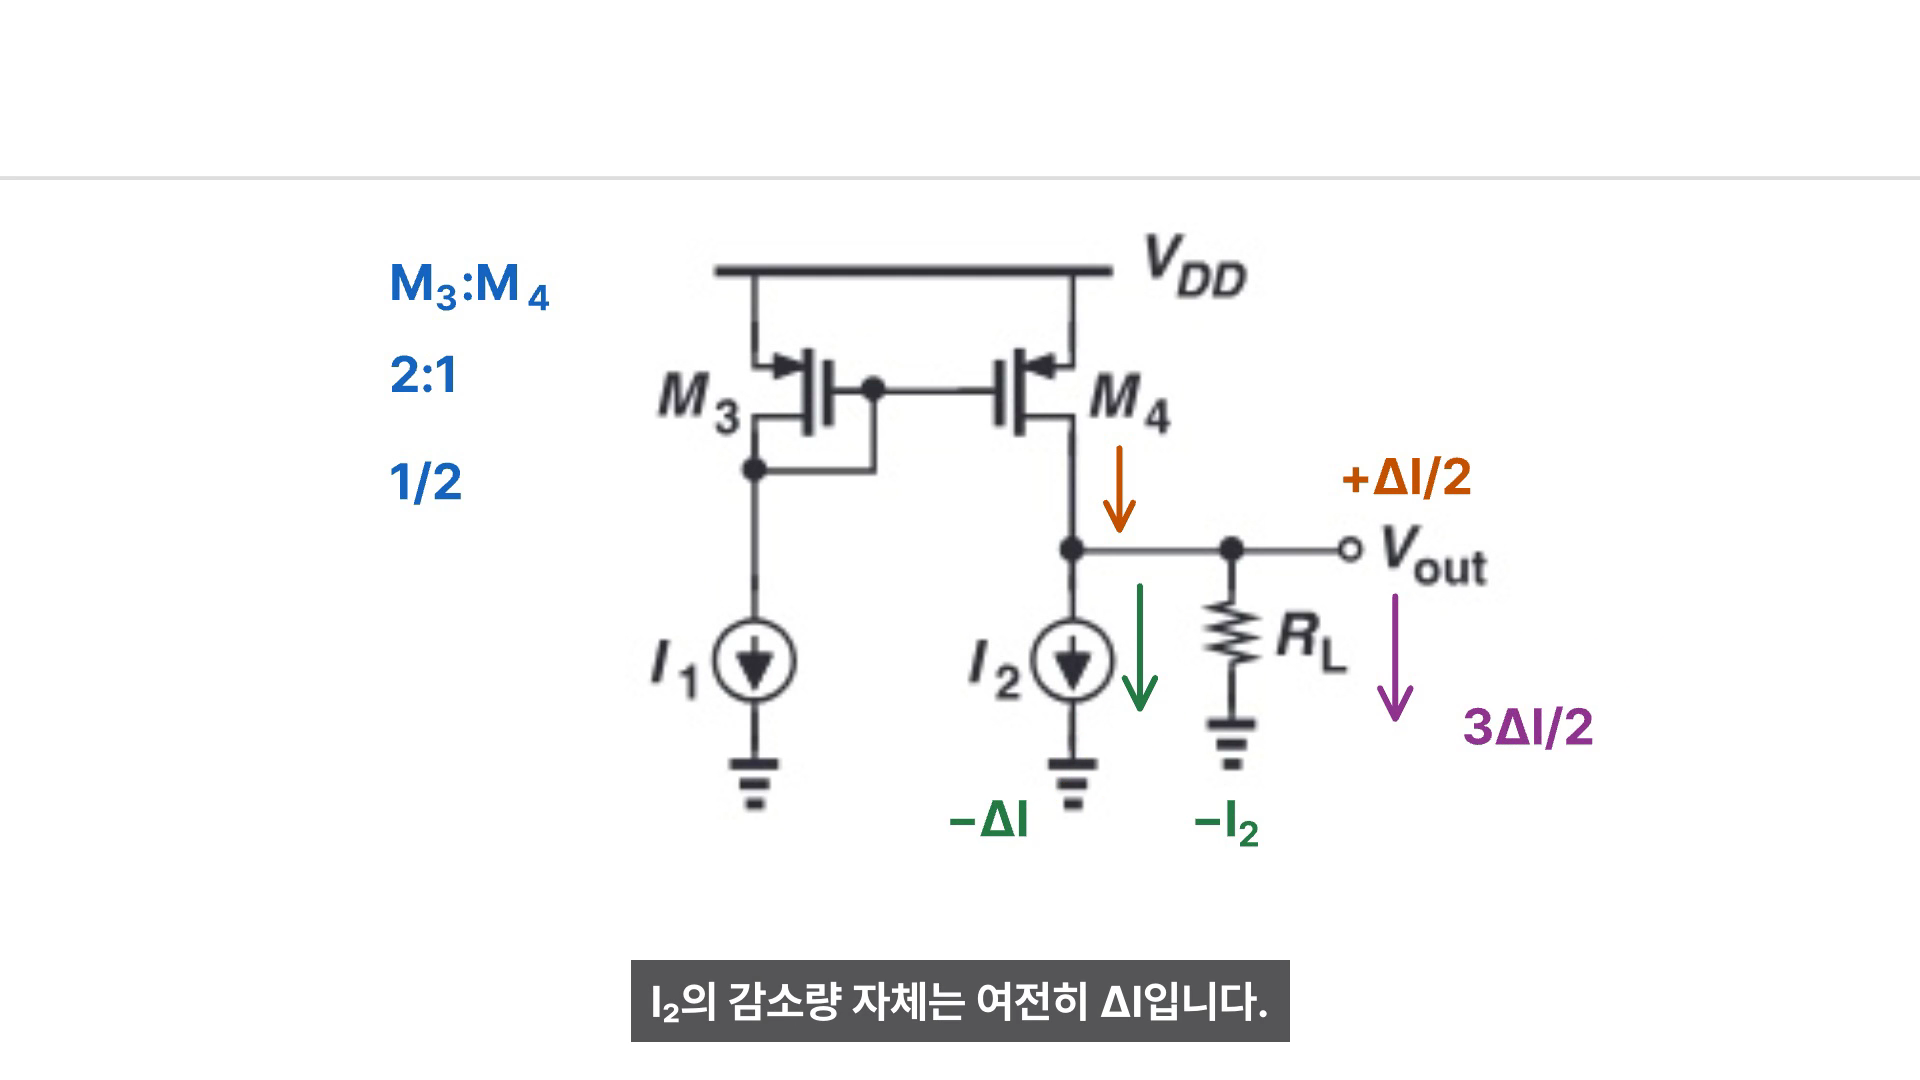 M₃:M₄
2:1
1/2
V_DD
M₃
M₄
+ΔI/2
V_out
I₁
I₂
R_L
3ΔI/2
−ΔI
−I₂
I₂의 감소량 자체는 여전히 ΔI입니다.